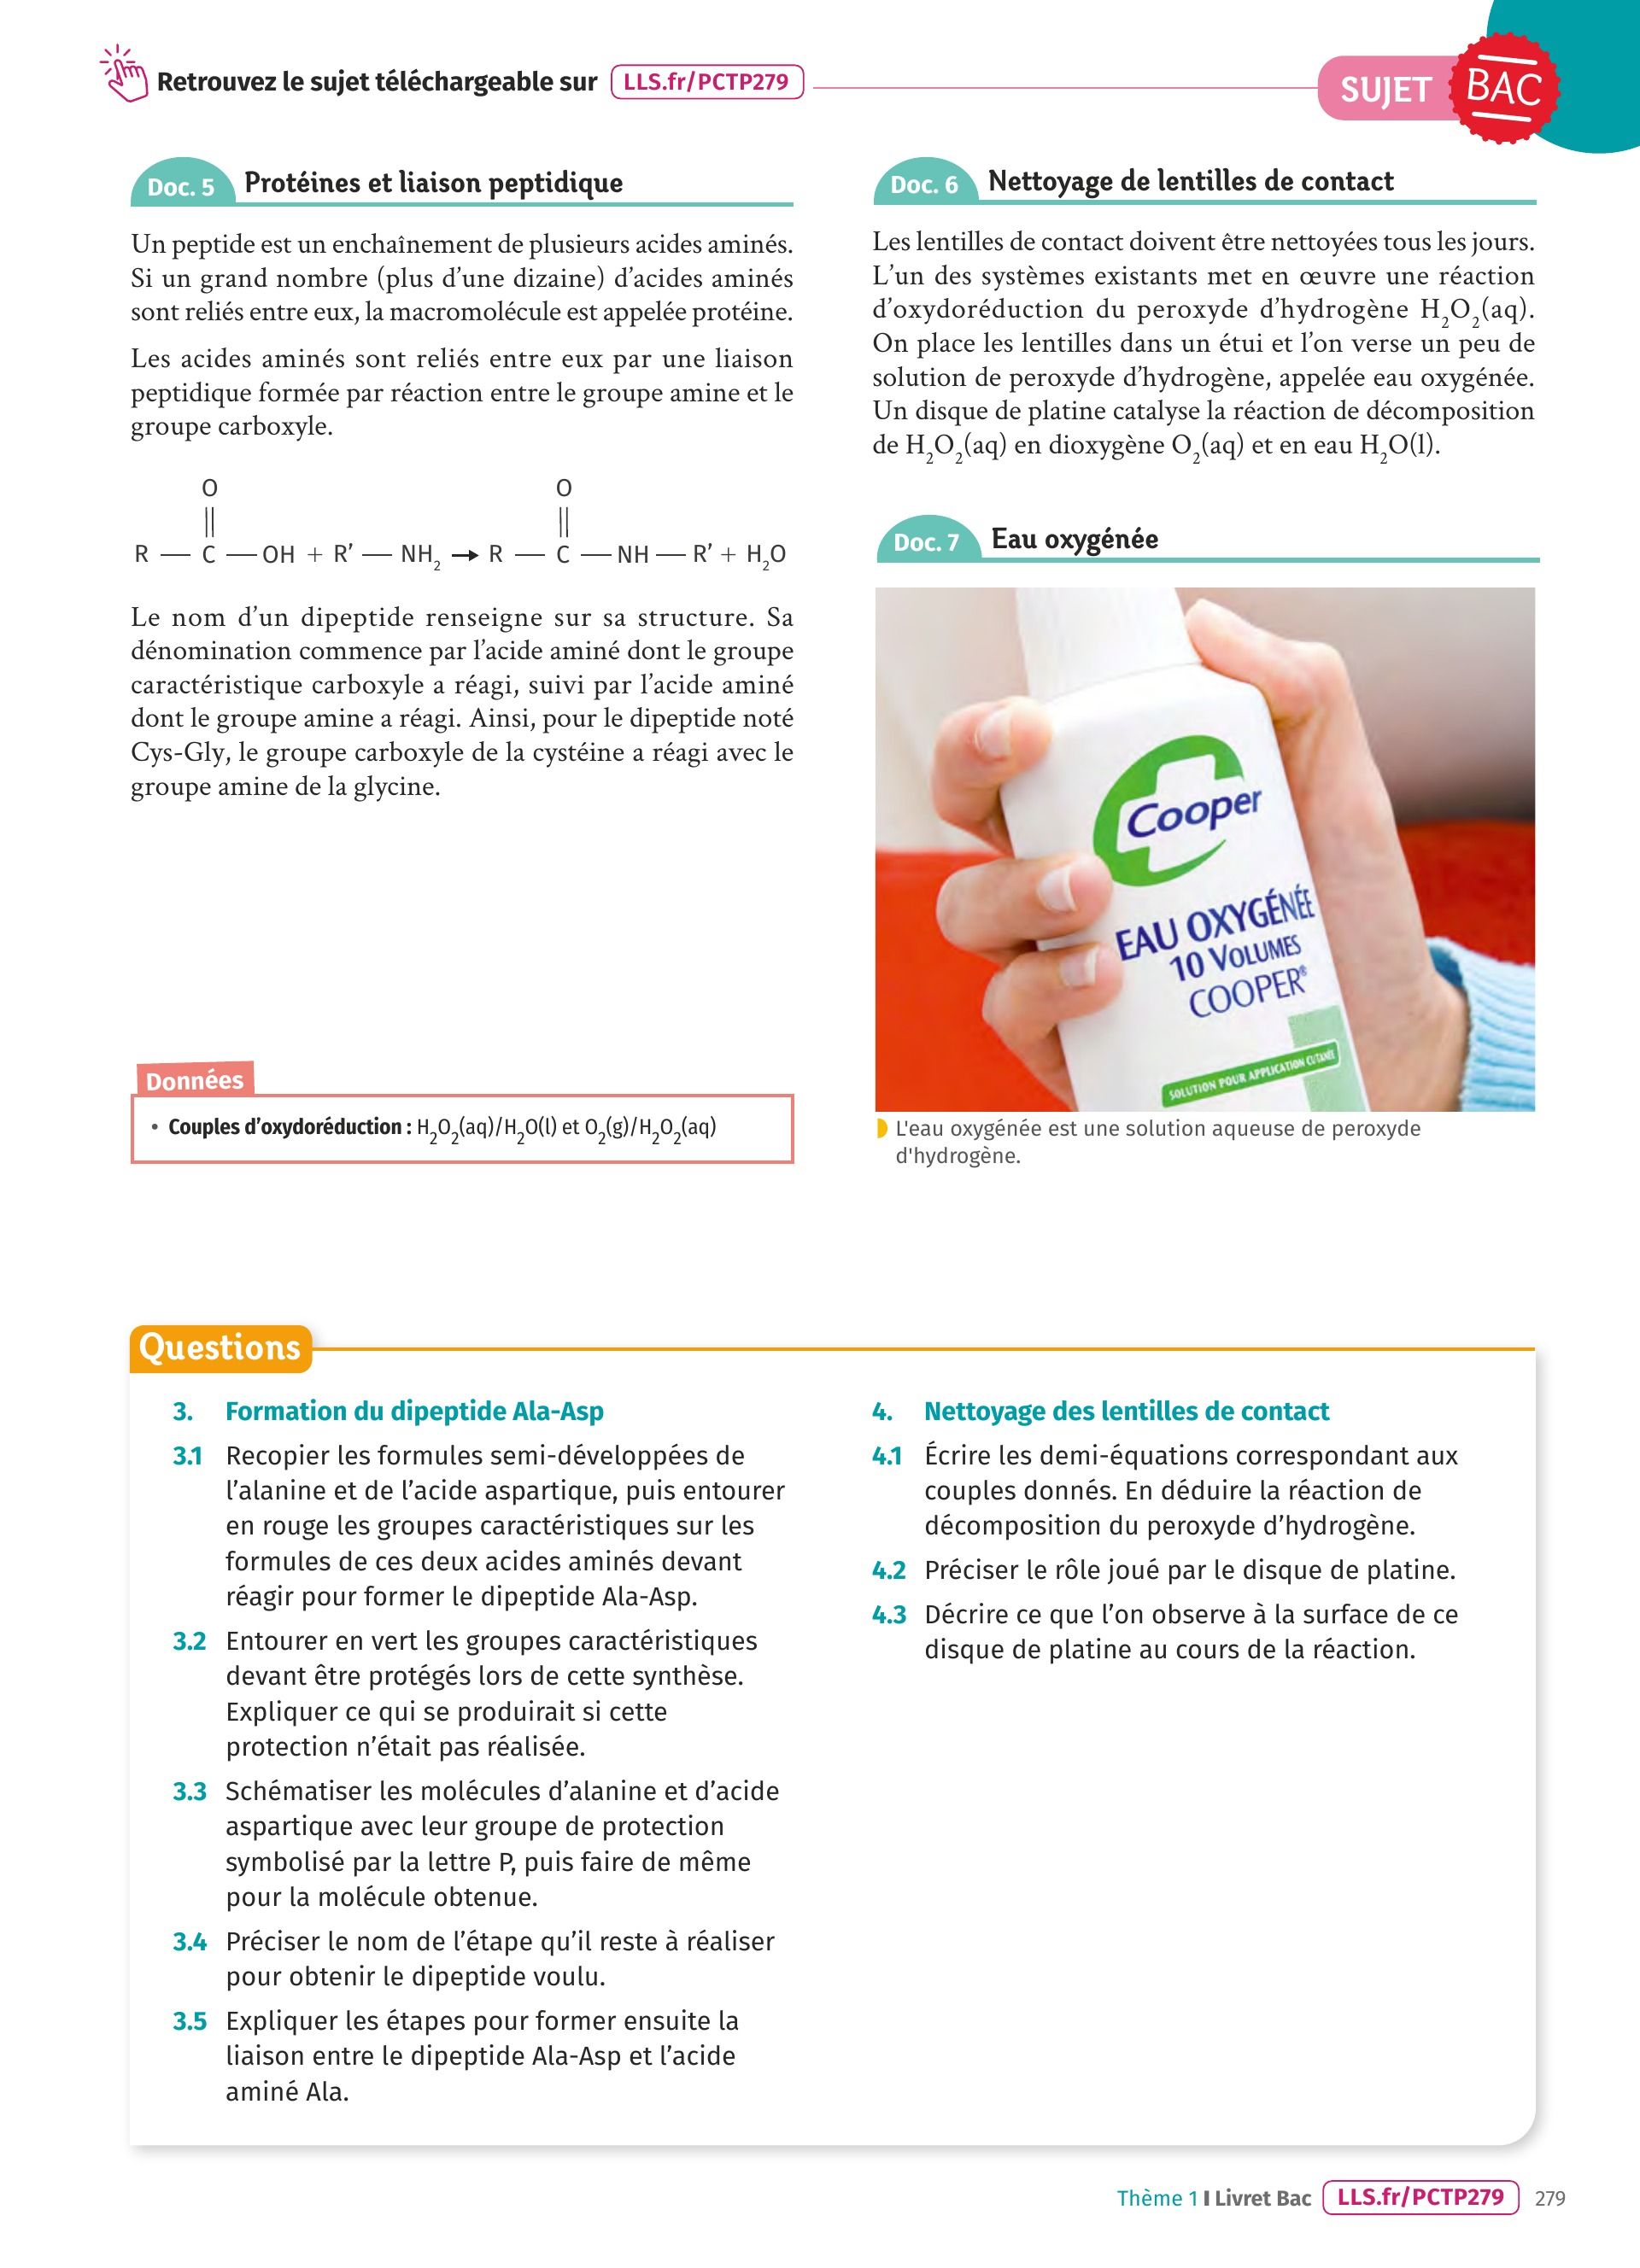 Retrouvez le sujet téléchargeable sur LLS.fr/PCTP279
SUJET BAC
Doc. 5 Protéines et liaison peptidique
Un peptide est un enchaînement de plusieurs acides aminés.
Si un grand nombre (plus d’une dizaine) d’acides aminés
sont reliés entre eux, la macromolécule est appelée protéine.
Les acides aminés sont reliés entre eux par une liaison
peptidique formée par réaction entre le groupe amine et le
groupe carboxyle.
O O
|| ||
R — C — OH + R’ — NH₂ → R — C — NH — R’ + H₂O
Le nom d’un dipeptide renseigne sur sa structure. Sa
dénomination commence par l’acide aminé dont le groupe
caractéristique carboxyle a réagi, suivi par l’acide aminé
dont le groupe amine a réagi. Ainsi, pour le dipeptide noté
Cys-Gly, le groupe carboxyle de la cystéine a réagi avec le
groupe amine de la glycine.
Données
• Couples d’oxydoréduction : H₂O₂(aq)/H₂O(l) et O₂(g)/H₂O₂(aq)
Doc. 6 Nettoyage de lentilles de contact
Les lentilles de contact doivent être nettoyées tous les jours.
L’un des systèmes existants met en œuvre une réaction
d’oxydoréduction du peroxyde d’hydrogène H₂O₂(aq).
On place les lentilles dans un étui et l’on verse un peu de
solution de peroxyde d’hydrogène, appelée eau oxygénée.
Un disque de platine catalyse la réaction de décomposition
de H₂O₂(aq) en dioxygène O₂(aq) et en eau H₂O(l).
Doc. 7 Eau oxygénée
Cooper
EAU OXYGÉNÉE
10 VOLUMES
COOPER®
SOLUTION POUR APPLICATION CUTANÉE
L'eau oxygénée est une solution aqueuse de peroxyde
d'hydrogène.
Questions
3. Formation du dipeptide Ala-Asp
3.1 Recopier les formules semi-développées de
l’alanine et de l’acide aspartique, puis entourer
en rouge les groupes caractéristiques sur les
formules de ces deux acides aminés devant
réagir pour former le dipeptide Ala-Asp.
3.2 Entourer en vert les groupes caractéristiques
devant être protégés lors de cette synthèse.
Expliquer ce qui se produirait si cette
protection n’était pas réalisée.
3.3 Schématiser les molécules d’alanine et d’acide
aspartique avec leur groupe de protection
symbolisé par la lettre P, puis faire de même
pour la molécule obtenue.
3.4 Préciser le nom de l’étape qu’il reste à réaliser
pour obtenir le dipeptide voulu.
3.5 Expliquer les étapes pour former ensuite la
liaison entre le dipeptide Ala-Asp et l’acide
aminé Ala.
4. Nettoyage des lentilles de contact
4.1 Écrire les demi-équations correspondant aux
couples donnés. En déduire la réaction de
décomposition du peroxyde d’hydrogène.
4.2 Préciser le rôle joué par le disque de platine.
4.3 Décrire ce que l’on observe à la surface de ce
disque de platine au cours de la réaction.
Thème 1 I Livret Bac LLS.fr/PCTP279 279